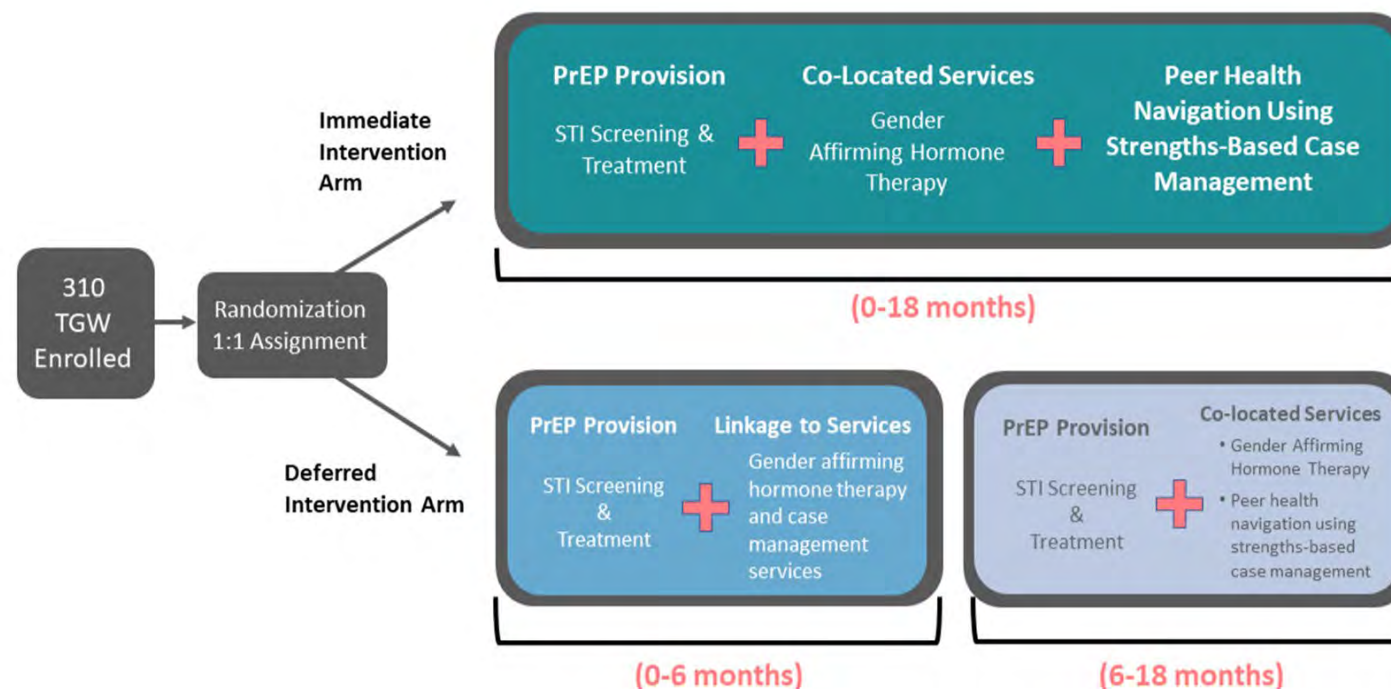 310
TGW
Enrolled
Randomization
1:1 Assignment
Immediate
Intervention
Arm
PrEP Provision
STI Screening &
Treatment
Co-Located Services
Gender
Affirming Hormone
Therapy
Peer Health
Navigation Using
Strengths-Based Case
Management
(0-18 months)
Deferred
Intervention Arm
PrEP Provision
STI Screening
&
Treatment
Linkage to Services
Gender affirming
hormone therapy
and case
management
services
(0-6 months)
PrEP Provision
STI Screening
&
Treatment
Co-located Services
• Gender Affirming
Hormone Therapy
• Peer health
navigation using
strengths-based
case management
(6-18 months)